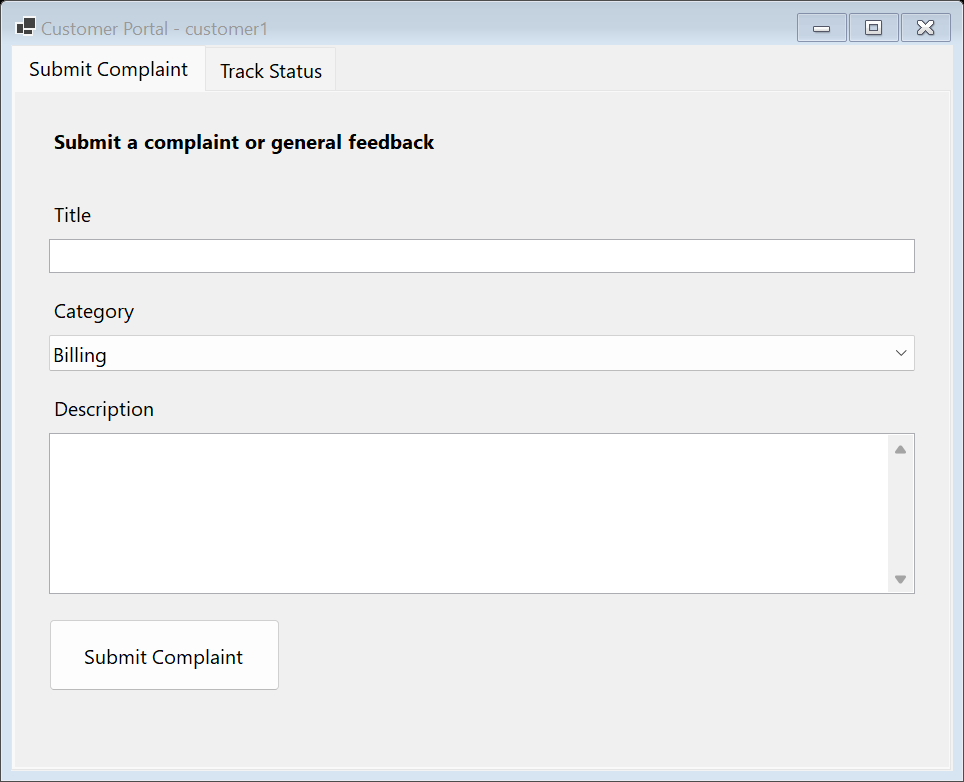 Customer Portal - customer1
Submit Complaint
Track Status
Submit a complaint or general feedback
Title
Category
Billing
Description
Submit Complaint